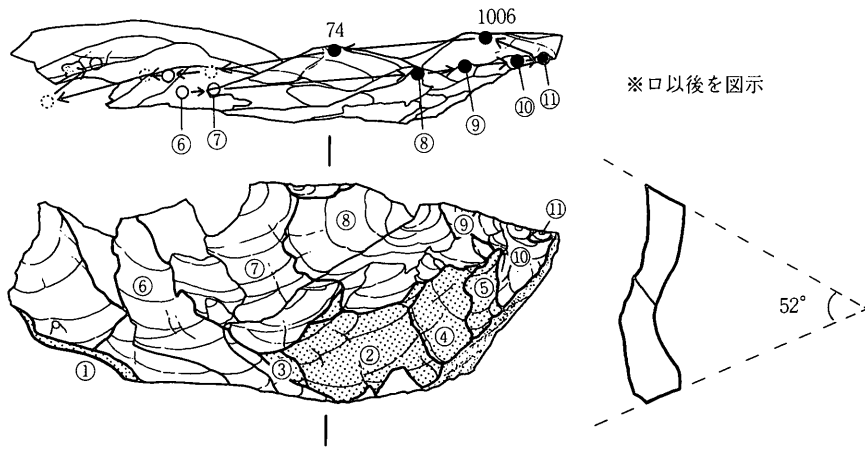 74
1006
※ロ以後を図示
⑥ ⑦ ⑧ ⑨ ⑩ ⑪
① ② ③ ④ ⑤ ⑥ ⑦ ⑧ ⑨ ⑩ ⑪
52°